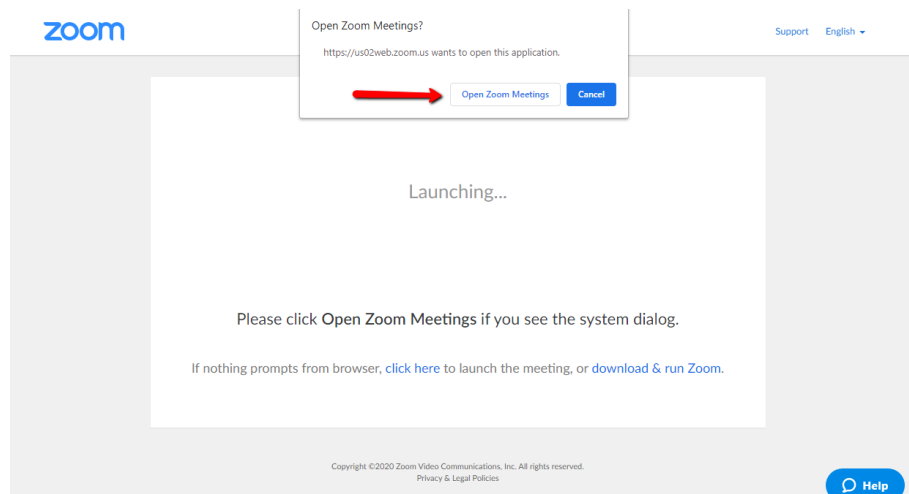 zoom
Support English
Open Zoom Meetings?
https://us02web.zoom.us wants to open this application.
Open Zoom Meetings Cancel
Launching...
Please click Open Zoom Meetings if you see the system dialog.
If nothing prompts from browser, click here to launch the meeting, or download & run Zoom.
Copyright ©2020 Zoom Video Communications, Inc. All rights reserved.
Privacy & Legal Policies
Help